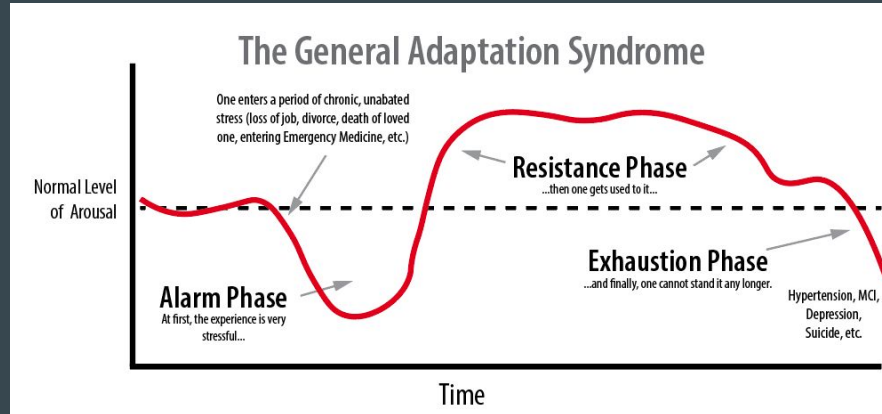 The General Adaptation Syndrome
One enters a period of chronic, unabated
stress (loss of job, divorce, death of loved
one, entering Emergency Medicine, etc.)
Normal Level
of Arousal
Resistance Phase
...then one gets used to it...
Alarm Phase
At first, the experience is very
stressful...
Exhaustion Phase
...and finally, one cannot stand it any longer.
Hypertension, MCI,
Depression,
Suicide, etc.
Time